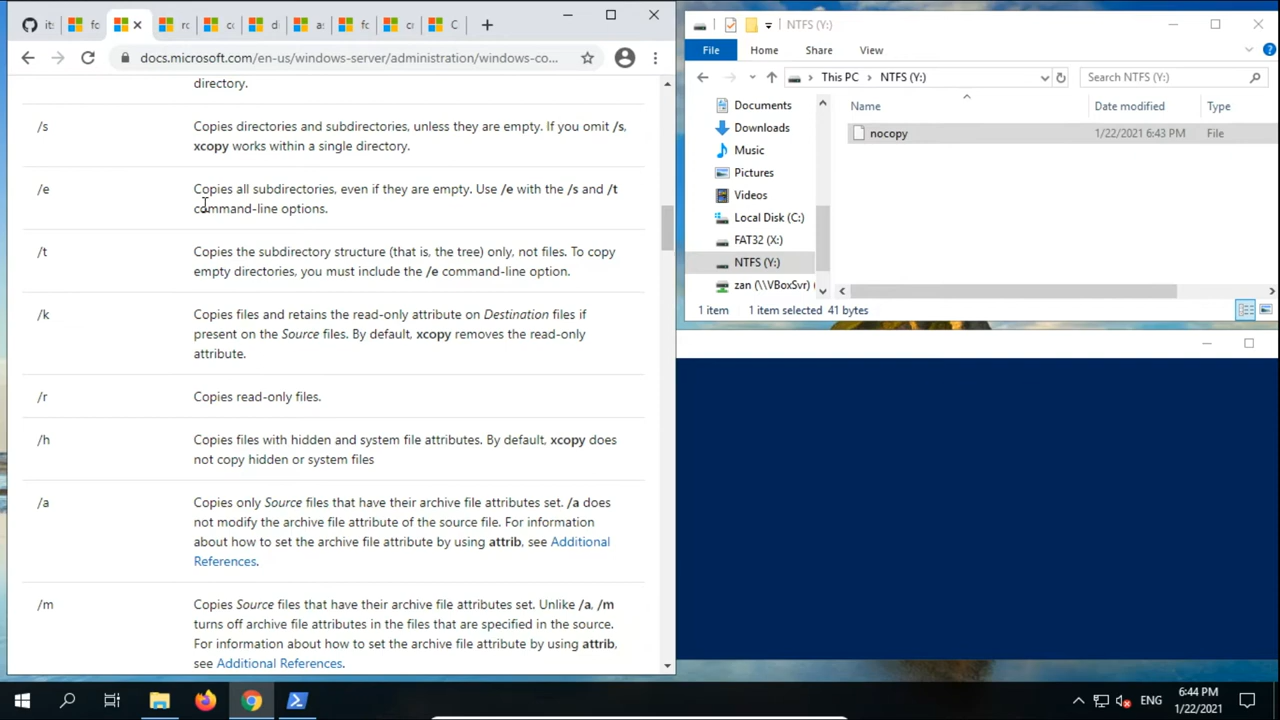 its
fc
rc
cc
di
as
fc
cr
C
docs.microsoft.com/en-us/windows-server/administration/windows-co...
directory.
/s
Copies directories and subdirectories, unless they are empty. If you omit /s,
xcopy works within a single directory.
/e
Copies all subdirectories, even if they are empty. Use /e with the /s and /t
command-line options.
/t
Copies the subdirectory structure (that is, the tree) only, not files. To copy
empty directories, you must include the /e command-line option.
/k
Copies files and retains the read-only attribute on Destination files if
present on the Source files. By default, xcopy removes the read-only
attribute.
/r
Copies read-only files.
/h
Copies files with hidden and system file attributes. By default, xcopy does
not copy hidden or system files
/a
Copies only Source files that have their archive file attributes set. /a does
not modify the archive file attribute of the source file. For information
about how to set the archive file attribute by using attrib, see Additional
References.
/m
Copies Source files that have their archive file attributes set. Unlike /a, /m
turns off archive file attributes in the files that are specified in the source.
For information about how to set the archive file attribute by using attrib,
see Additional References.
NTFS (Y:)
File Home Share View
This PC > NTFS (Y:)
Search NTFS (Y:)
Documents
Downloads
Music
Pictures
Videos
Local Disk (C:)
FAT32 (X:)
NTFS (Y:)
zan (\\VBoxSvr) (
Name Date modified Type
nocopy 1/22/2021 6:43 PM File
1 item 1 item selected 41 bytes
ENG
6:44 PM
1/22/2021